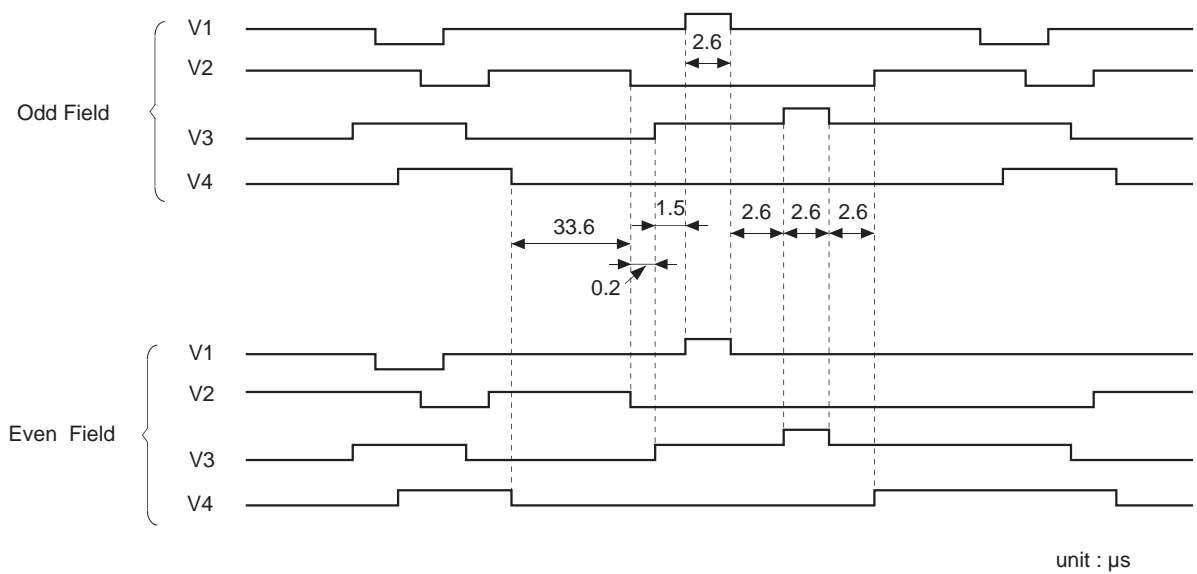 V1
2.6
V2
Odd Field
V3
V4
1.5
33.6
2.6 2.6 2.6
0.2
V1
V2
Even Field
V3
V4
unit : μs